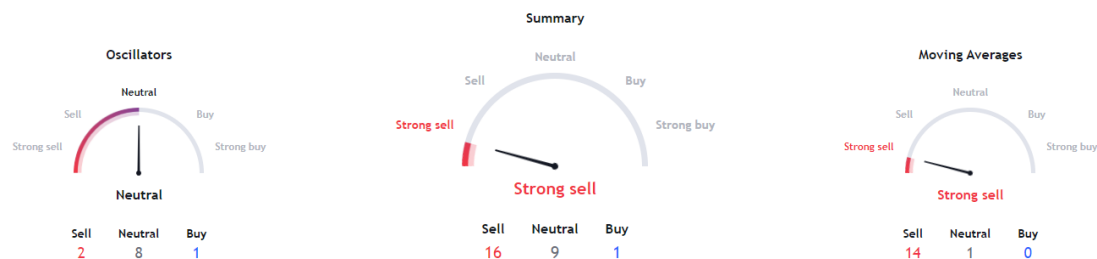 Oscillators
Neutral
Sell
Buy
Strong sell
Strong buy
Neutral
Sell Neutral Buy
2 8 1
Summary
Neutral
Sell
Buy
Strong sell
Strong buy
Strong sell
Sell Neutral Buy
16 9 1
Moving Averages
Neutral
Sell
Buy
Strong sell
Strong buy
Strong sell
Sell Neutral Buy
14 1 0